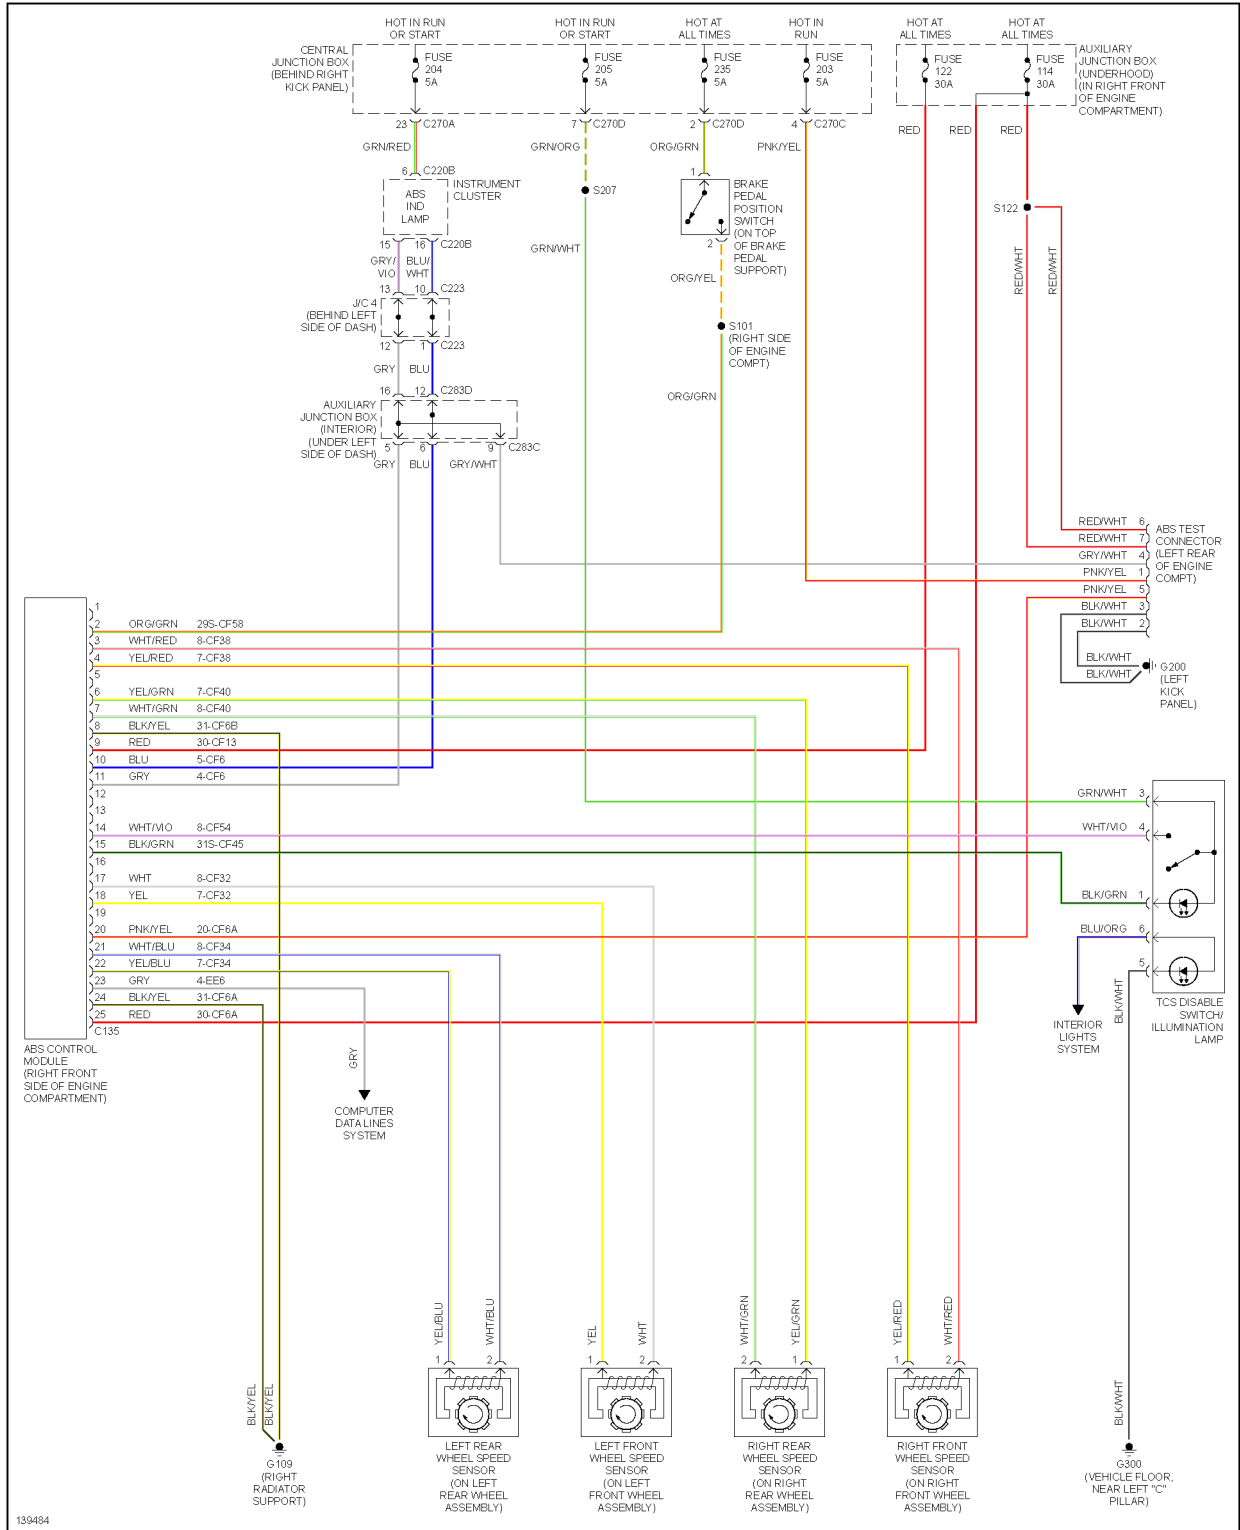 HOT IN RUN
OR START
HOT IN RUN
OR START
HOT AT
ALL TIMES
HOT IN
RUN
HOT AT
ALL TIMES
HOT AT
ALL TIMES
CENTRAL
JUNCTION BOX
(BEHIND RIGHT
KICK PANEL)
FUSE
204
5A
FUSE
205
5A
FUSE
235
5A
FUSE
203
5A
FUSE
122
30A
FUSE
114
30A
AUXILIARY
JUNCTION BOX
(UNDERHOOD)
(IN RIGHT FRONT
OF ENGINE
COMPARTMENT)
23 C270A
7 C270D
2 C270D
4 C270C
RED
RED
RED
GRN/RED
GRN/ORG
ORG/GRN
PNK/YEL
6 C220B
ABS
IND
LAMP
INSTRUMENT
CLUSTER
15 16 C220B
S207
1
BRAKE
PEDAL
POSITION
SWITCH
(ON TOP
OF BRAKE
PEDAL
SUPPORT)
2
S122
GRN/WHT
GRY/
VIO
BLU/
WHT
ORG/YEL
RED/WHT
RED/WHT
13 10 C223
J/C 4
(BEHIND LEFT
SIDE OF DASH)
12 1 C223
S101
(RIGHT SIDE
OF ENGINE
COMPT)
GRY BLU
ORG/GRN
16 12 C283D
AUXILIARY
JUNCTION BOX
(INTERIOR)
(UNDER LEFT
SIDE OF DASH)
5 6 9 C283C
GRY BLU GRY/WHT
RED/WHT 6
RED/WHT 7
GRY/WHT 4
PNK/YEL 1
PNK/YEL 5
BLK/WHT 3
BLK/WHT 2
ABS TEST
CONNECTOR
(LEFT REAR
OF ENGINE
COMPT)
BLK/WHT
BLK/WHT
G200
(LEFT
KICK
PANEL)
1
2 ORG/GRN 29S-CF58
3 WHT/RED 8-CF38
4 YEL/RED 7-CF38
5
6 YEL/GRN 7-CF40
7 WHT/GRN 8-CF40
8 BLK/YEL 31-CF6B
9 RED 30-CF13
10 BLU 5-CF6
11 GRY 4-CF6
12
13
14 WHT/VIO 8-CF54
15 BLK/GRN 31S-CF45
16
17 WHT 8-CF32
18 YEL 7-CF32
19
20 PNK/YEL 20-CF6A
21 WHT/BLU 8-CF34
22 YEL/BLU 7-CF34
23 GRY 4-EE6
24 BLK/YEL 31-CF6A
25 RED 30-CF6A
C135
ABS CONTROL
MODULE
(RIGHT FRONT
SIDE OF ENGINE
COMPARTMENT)
GRN/WHT 3
WHT/VIO 4
BLK/GRN 1
BLU/ORG 6
5
BLK/WHT
TCS DISABLE
SWITCH/
ILLUMINATION
LAMP
INTERIOR
LIGHTS
SYSTEM
GRY
COMPUTER
DATA LINES
SYSTEM
YEL/BLU
WHT/BLU
YEL
WHT
WHT/GRN
YEL/GRN
YEL/RED
WHT/RED
1 2
1 2
2 1
1 2
BLK/YEL
BLK/YEL
BLK/WHT
G109
(RIGHT
RADIATOR
SUPPORT)
LEFT REAR
WHEEL SPEED
SENSOR
(ON LEFT
REAR WHEEL
ASSEMBLY)
LEFT FRONT
WHEEL SPEED
SENSOR
(ON LEFT
FRONT WHEEL
ASSEMBLY)
RIGHT REAR
WHEEL SPEED
SENSOR
(ON RIGHT
REAR WHEEL
ASSEMBLY)
RIGHT FRONT
WHEEL SPEED
SENSOR
(ON RIGHT
FRONT WHEEL
ASSEMBLY)
G300
(VEHICLE FLOOR,
NEAR LEFT "C"
PILLAR)
139484